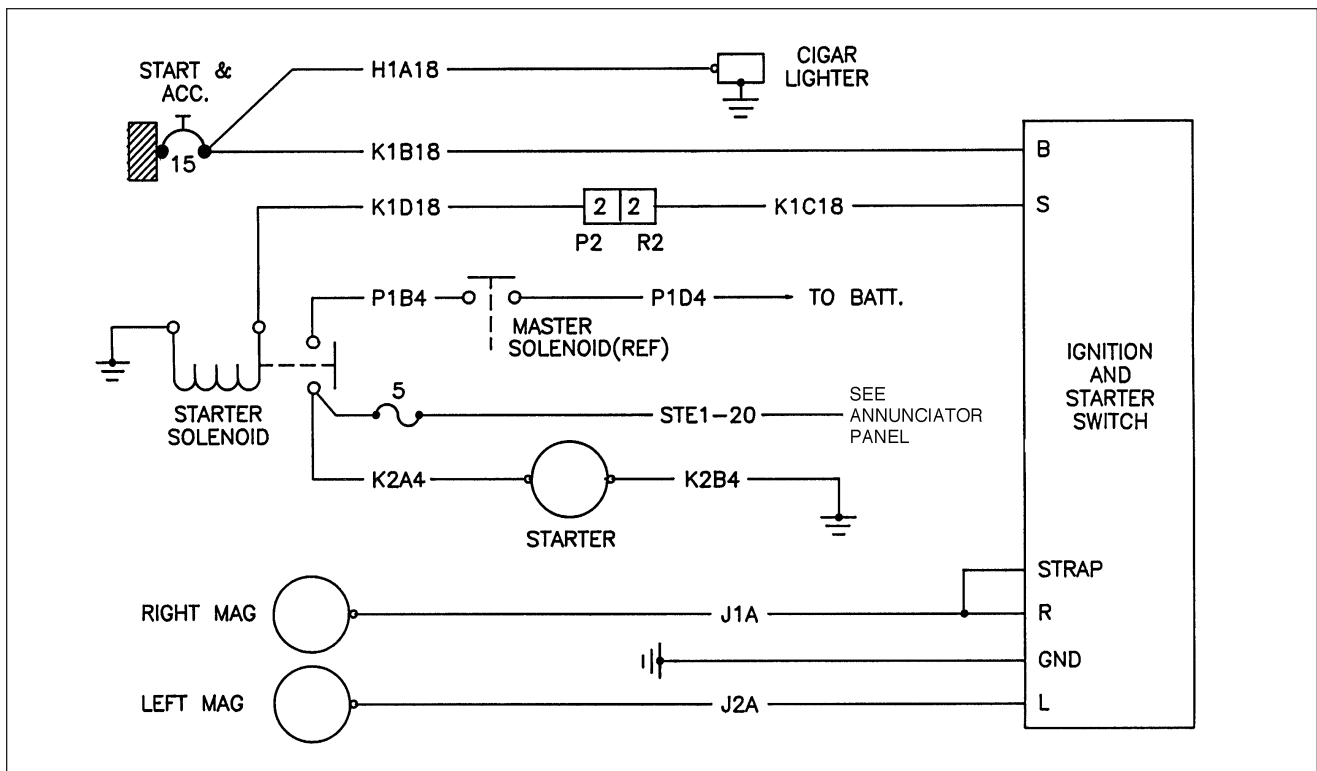 CIGAR
LIGHTER
START &
ACC.
H1A18
15
K1B18
B
K1D18
2 2
K1C18
S
P2 R2
P1B4
P1D4
TO BATT.
MASTER
SOLENOID(REF)
IGNITION
AND
STARTER
SWITCH
STARTER
SOLENOID
5
STE1-20
SEE
ANNUNCIATOR
PANEL
K2A4
K2B4
STARTER
STRAP
RIGHT MAG
J1A
R
GND
LEFT MAG
J2A
L